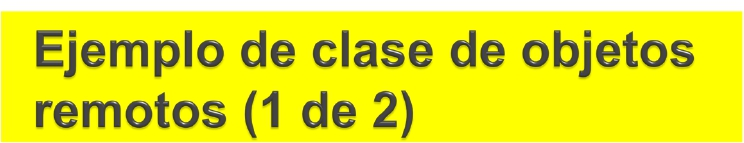 Ejemplo de clase de objetos
remotos (1 de 2)